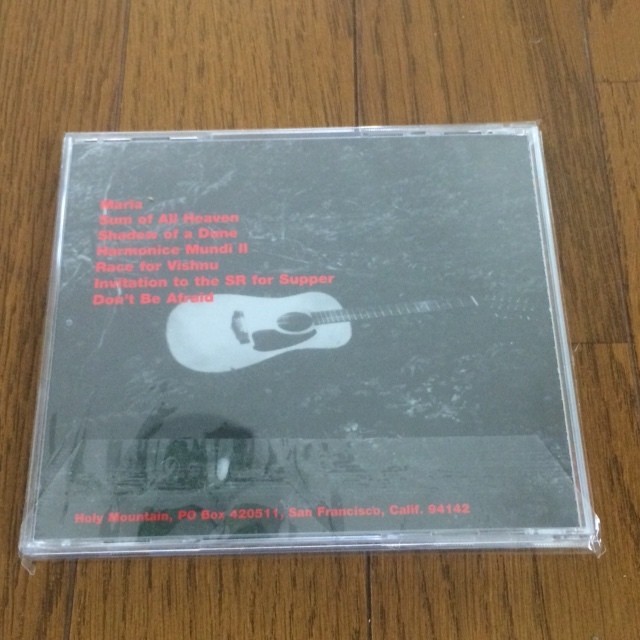 Maria
Sum of All Heaven
Shadow of a Dune
Harmonice Mundi II
Race for Vishnu
Invitation to the SR for Supper
Don't Be Afraid
Holy Mountain, PO Box 420511, San Francisco, Calif. 94142